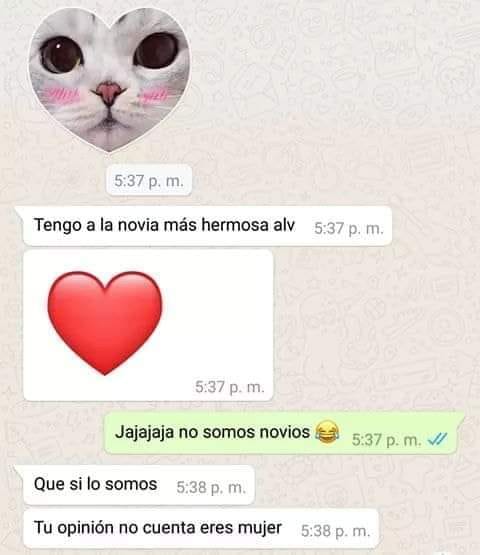 5:37 p. m.
Tengo a la novia más hermosa alv 5:37 p. m.
5:37 p. m.
Jajajaja no somos novios 😂 5:37 p. m.
Que si lo somos 5:38 p. m.
Tu opinión no cuenta eres mujer 5:38 p. m.